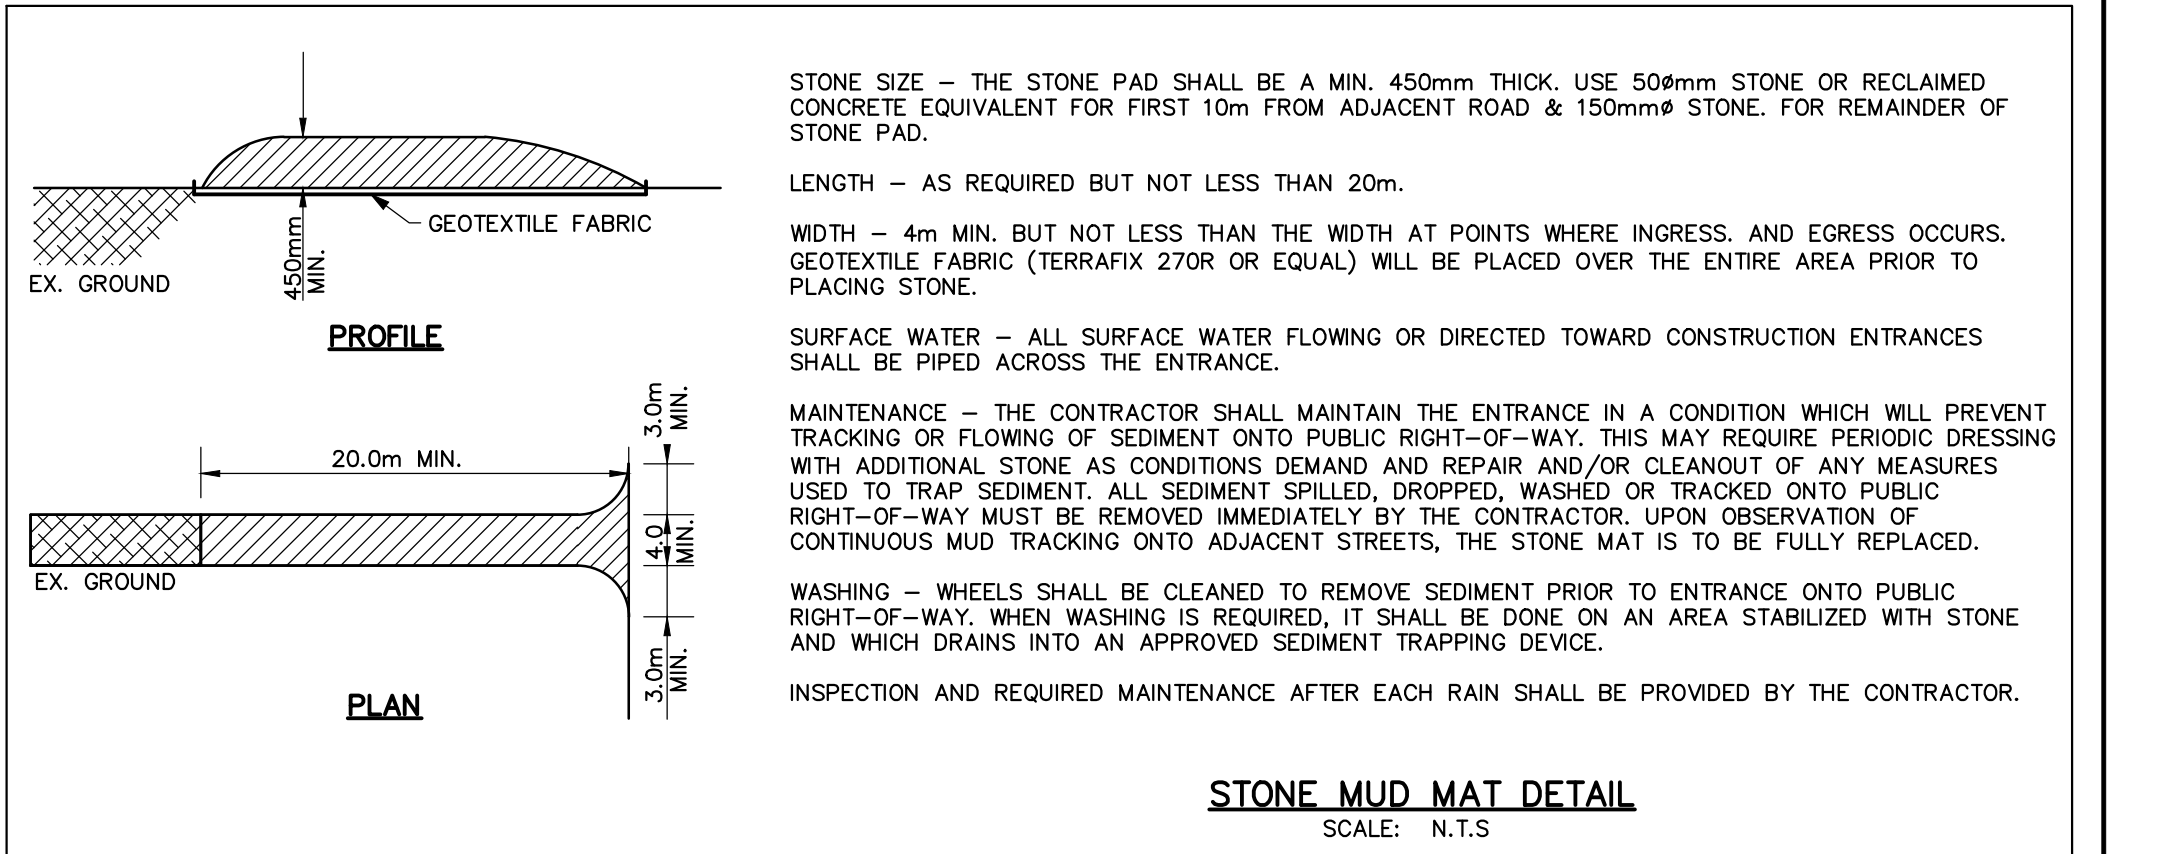 450mm
MIN.
GEOTEXTILE FABRIC
EX. GROUND
PROFILE
20.0m MIN.
3.0m
MIN.
4.0
MIN.
3.0m
MIN.
EX. GROUND
PLAN
STONE SIZE – THE STONE PAD SHALL BE A MIN. 450mm THICK. USE 50ømm STONE OR RECLAIMED
CONCRETE EQUIVALENT FOR FIRST 10m FROM ADJACENT ROAD & 150mmø STONE. FOR REMAINDER OF
STONE PAD.
LENGTH – AS REQUIRED BUT NOT LESS THAN 20m.
WIDTH – 4m MIN. BUT NOT LESS THAN THE WIDTH AT POINTS WHERE INGRESS. AND EGRESS OCCURS.
GEOTEXTILE FABRIC (TERRAFIX 270R OR EQUAL) WILL BE PLACED OVER THE ENTIRE AREA PRIOR TO
PLACING STONE.
SURFACE WATER – ALL SURFACE WATER FLOWING OR DIRECTED TOWARD CONSTRUCTION ENTRANCES
SHALL BE PIPED ACROSS THE ENTRANCE.
MAINTENANCE – THE CONTRACTOR SHALL MAINTAIN THE ENTRANCE IN A CONDITION WHICH WILL PREVENT
TRACKING OR FLOWING OF SEDIMENT ONTO PUBLIC RIGHT–OF–WAY. THIS MAY REQUIRE PERIODIC DRESSING
WITH ADDITIONAL STONE AS CONDITIONS DEMAND AND REPAIR AND/OR CLEANOUT OF ANY MEASURES
USED TO TRAP SEDIMENT. ALL SEDIMENT SPILLED, DROPPED, WASHED OR TRACKED ONTO PUBLIC
RIGHT–OF–WAY MUST BE REMOVED IMMEDIATELY BY THE CONTRACTOR. UPON OBSERVATION OF
CONTINUOUS MUD TRACKING ONTO ADJACENT STREETS, THE STONE MAT IS TO BE FULLY REPLACED.
WASHING – WHEELS SHALL BE CLEANED TO REMOVE SEDIMENT PRIOR TO ENTRANCE ONTO PUBLIC
RIGHT–OF–WAY. WHEN WASHING IS REQUIRED, IT SHALL BE DONE ON AN AREA STABILIZED WITH STONE
AND WHICH DRAINS INTO AN APPROVED SEDIMENT TRAPPING DEVICE.
INSPECTION AND REQUIRED MAINTENANCE AFTER EACH RAIN SHALL BE PROVIDED BY THE CONTRACTOR.
STONE MUD MAT DETAIL
SCALE: N.T.S